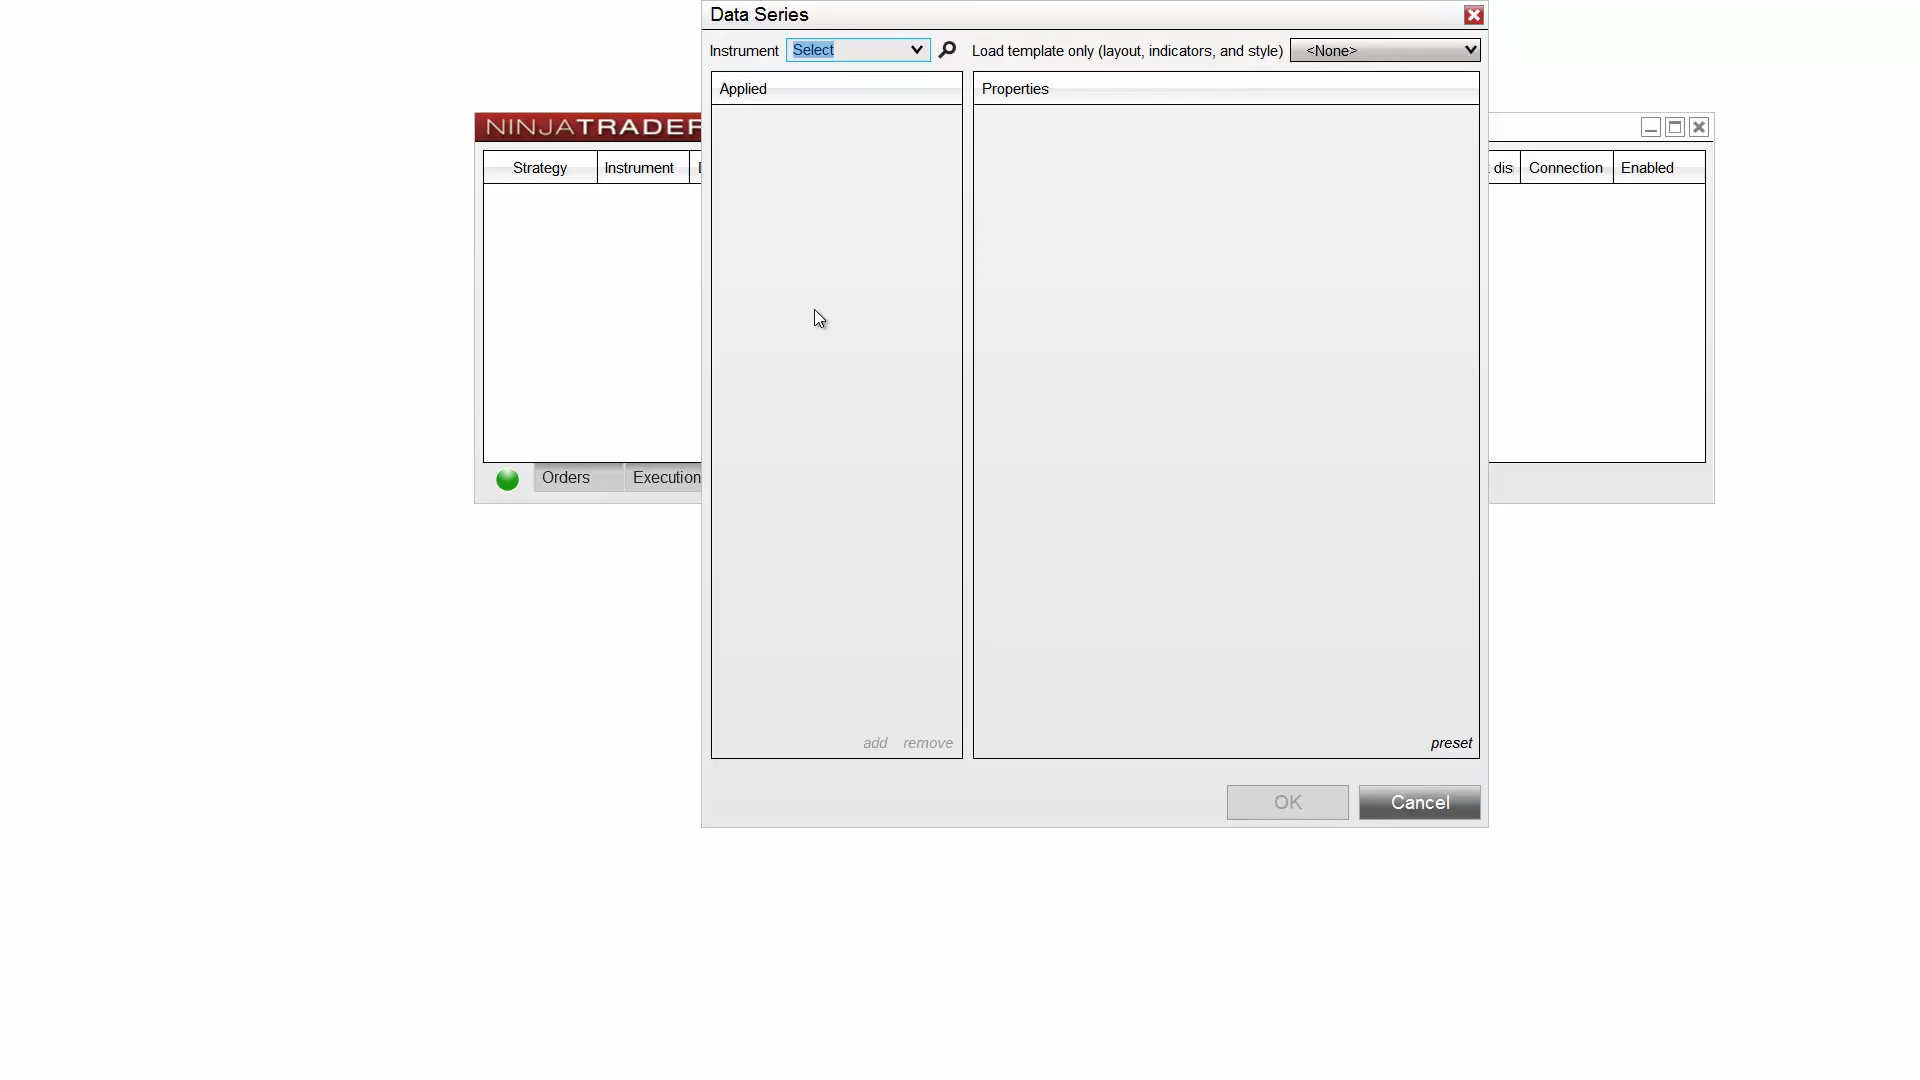 Data Series
Instrument Select Load template only (layout, indicators, and style) <None>
Applied Properties
NINJATRADER
Strategy Instrument dis Connection Enabled
Orders Execution
add remove preset
OK Cancel